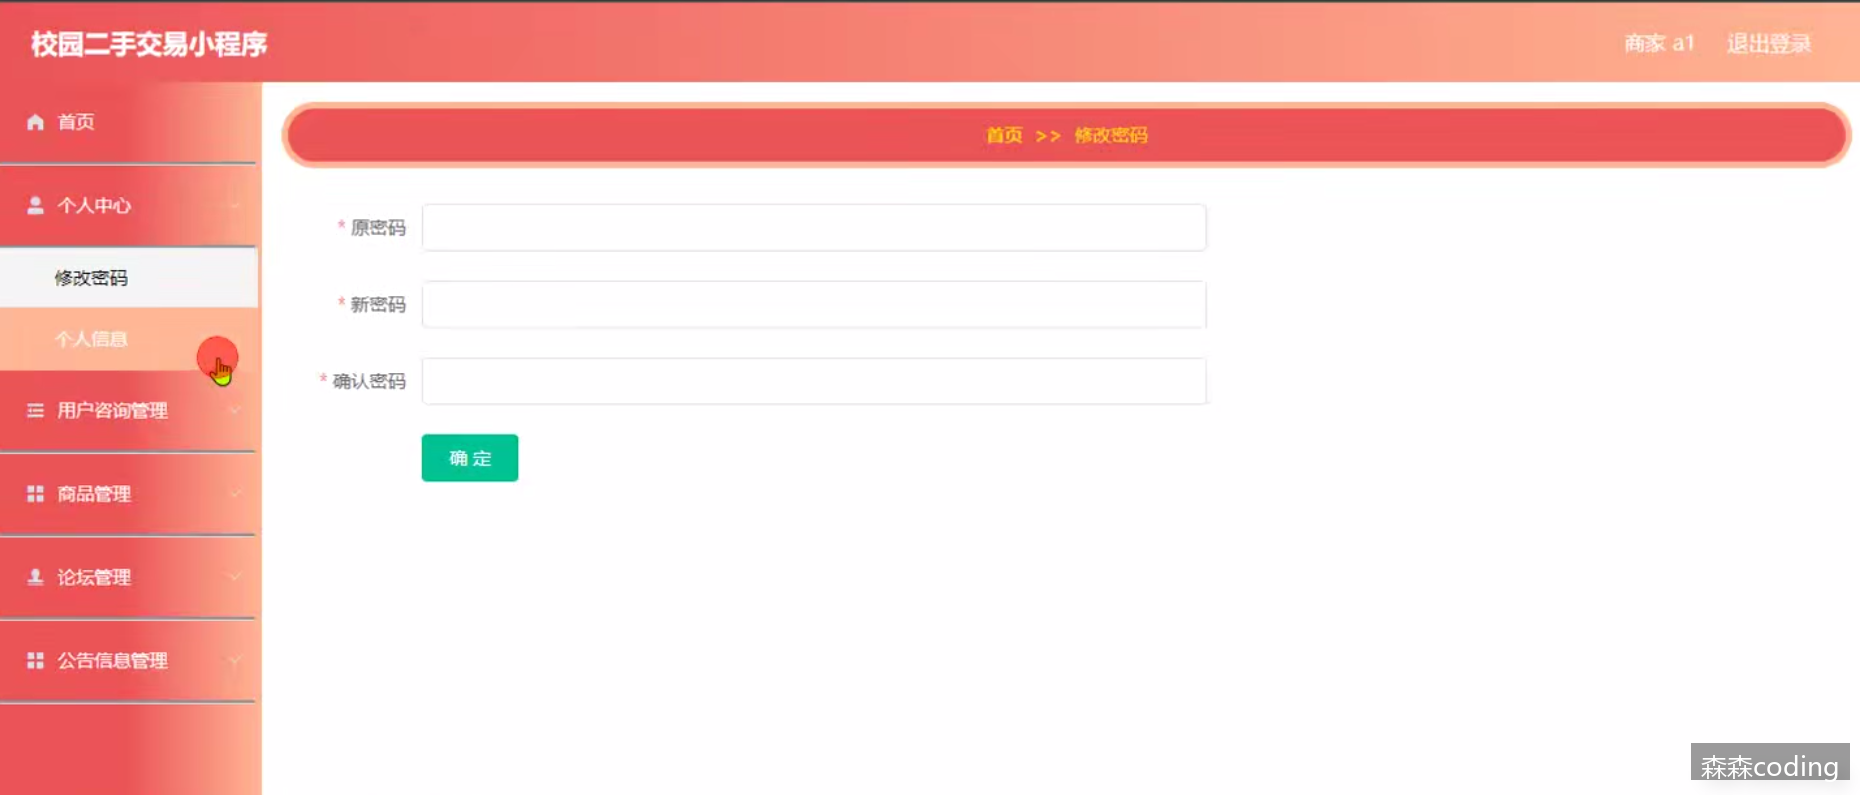 校园二手交易小程序
商家 a1 退出登录
首页
个人中心
修改密码
个人信息
用户咨询管理
商品管理
论坛管理
公告信息管理
首页 >> 修改密码
* 原密码
* 新密码
* 确认密码
确 定
森森coding